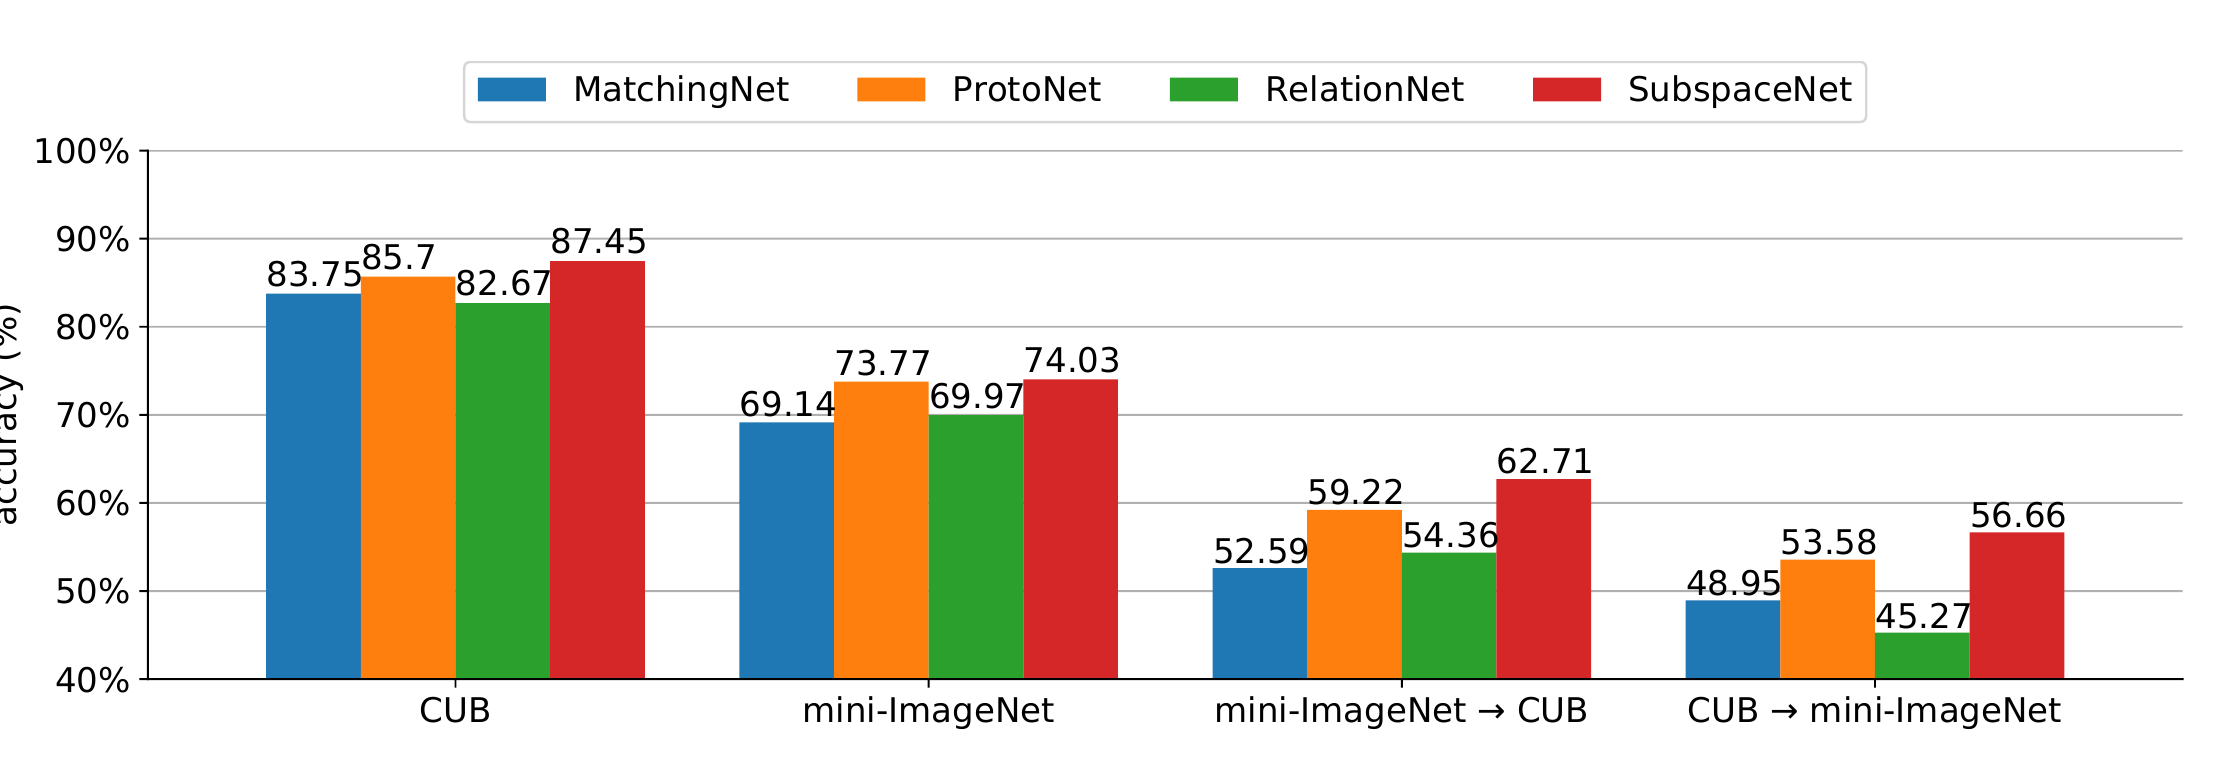 MatchingNet ProtoNet RelationNet SubspaceNet
100%
90%
80%
70%
60%
50%
40%
accuracy (%)
83.75 85.7 82.67 87.45
69.14 73.77 69.97 74.03
52.59 59.22 54.36 62.71
48.95 53.58 45.27 56.66
CUB mini-ImageNet mini-ImageNet → CUB CUB → mini-ImageNet